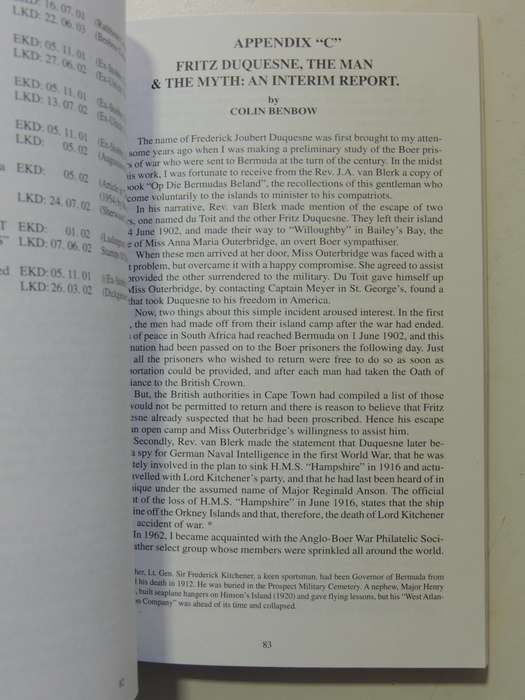 16. 07. 01
LKD: 22. 06. 03
EKD: 05. 11. 01
LKD: 27. 06. 02
EKD: 05. 11. 01
LKD: 13. 07. 02
EKD: 05. 11. 01
LKD: 05. 02
a EKD: 05. 02
LKD: 24. 07. 02
T EKD: 01. 02
LKD: 07. 06. 02
ed EKD: 05. 11. 01
LKD: 26. 03. 02
APPENDIX “C”
FRITZ DUQUESNE, THE MAN
& THE MYTH: AN INTERIM REPORT.
by
COLIN BENBOW
The name of Frederick Joubert Duquesne was first brought to my atten-
some years ago when I was making a preliminary study of the Boer pris-
s of war who were sent to Bermuda at the turn of the century. In the midst
is work, I was fortunate to receive from the Rev. J.A. van Blerk a copy of
ook “Op Die Bermudas Beland”, the recollections of this gentleman who
come voluntarily to the islands to minister to his compatriots.
In his narrative, Rev. van Blerk made mention of the escape of two
es, one named du Toit and the other Fritz Duquesne. They left their island
4 June 1902, and made their way to “Willoughby” in Bailey’s Bay, the
e of Miss Anna Maria Outerbridge, an overt Boer sympathiser.
When these men arrived at her door, Miss Outerbridge was faced with a
t problem, but overcame it with a happy compromise. She agreed to assist
provided the other surrendered to the military. Du Toit gave himself up
Miss Outerbridge, by contacting Captain Meyer in St. George’s, found a
that took Duquesne to his freedom in America.
Now, two things about this simple incident aroused interest. In the first
, the men had made off from their island camp after the war had ended.
of peace in South Africa had reached Bermuda on 1 June 1902, and this
nation had been passed on to the Boer prisoners the following day. Just
all the prisoners who wished to return were free to do so as soon as
portation could be provided, and after each man had taken the Oath of
iance to the British Crown.
But, the British authorities in Cape Town had compiled a list of those
would not be permitted to return and there is reason to believe that Fritz
esne already suspected that he had been proscribed. Hence his escape
an open camp and Miss Outerbridge’s willingness to assist him.
Secondly, Rev. van Blerk made the statement that Duquesne later be-
a spy for German Naval Intelligence in the first World War, that he was
tely involved in the plan to sink H.M.S. “Hampshire” in 1916 and actu-
velled with Lord Kitchener’s party, and that he had last been heard of in
ique under the assumed name of Major Reginald Anson. The official
t of the loss of H.M.S. “Hampshire” in June 1916, states that the ship
ine off the Orkney Islands and that, therefore, the death of Lord Kitchener
accident of war. *
In 1962, I became acquainted with the Anglo-Boer War Philatelic Soci-
ather select group whose members were sprinkled all around the world.
her, Lt. Gen. Sir Frederick Kitchener, a keen sportsman, had been Governor of Bermuda from
his death in 1912. He was buried in the Prospect Military Cemetery. A nephew, Major Henry
, built seaplane hangers on Hinson’s Island (1920) and gave flying lessons, but his “West Atlan-
on Company” was ahead of its time and collapsed.
83